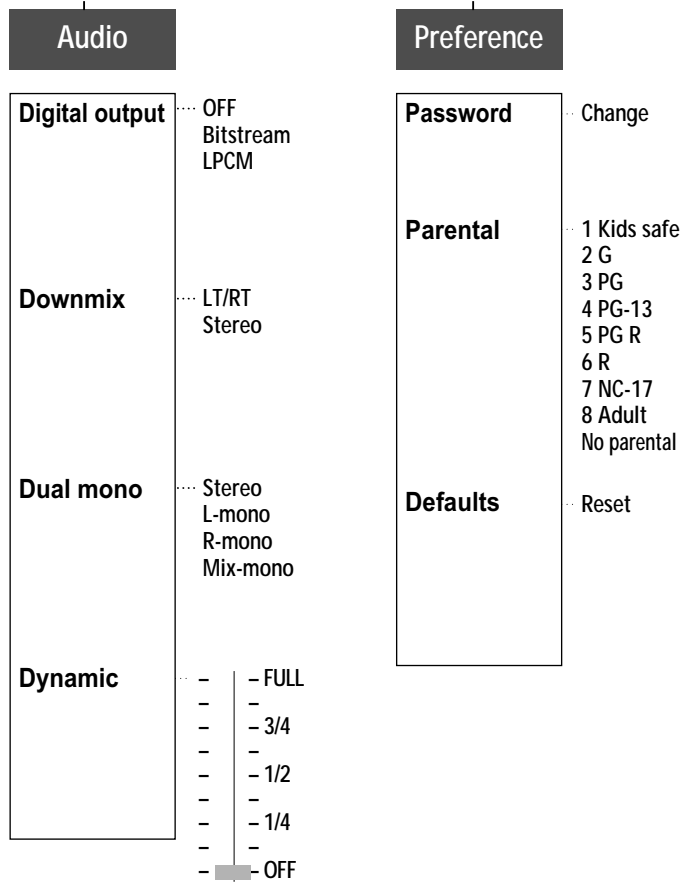 Audio
Digital output
OFF
Bitstream
LPCM
Downmix
LT/RT
Stereo
Dual mono
Stereo
L-mono
R-mono
Mix-mono
Dynamic
FULL
3/4
1/2
1/4
OFF
Preference
Password
Change
Parental
1 Kids safe
2 G
3 PG
4 PG-13
5 PG R
6 R
7 NC-17
8 Adult
No parental
Defaults
Reset